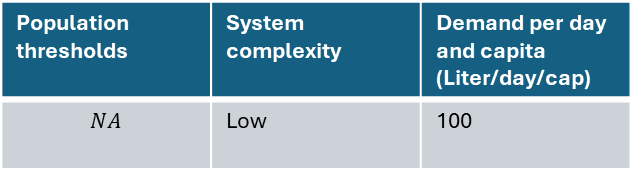 Population
thresholds
System
complexity
Demand per day
and capita
(Liter/day/cap)
NA
Low
100